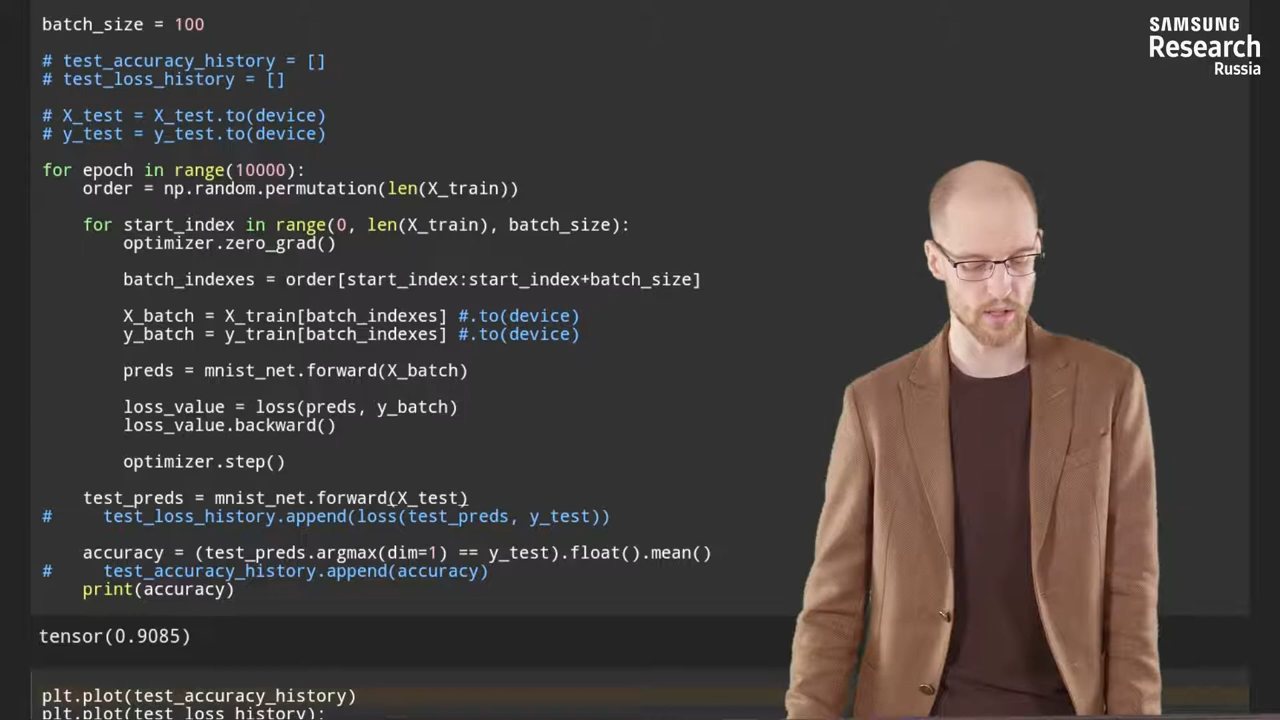 batch_size = 100
# test_accuracy_history = []
# test_loss_history = []
# X_test = X_test.to(device)
# y_test = y_test.to(device)
for epoch in range(10000):
order = np.random.permutation(len(X_train))
for start_index in range(0, len(X_train), batch_size):
optimizer.zero_grad()
batch_indexes = order[start_index:start_index+batch_size]
X_batch = X_train[batch_indexes] #.to(device)
y_batch = y_train[batch_indexes] #.to(device)
preds = mnist_net.forward(X_batch)
loss_value = loss(preds, y_batch)
loss_value.backward()
optimizer.step()
test_preds = mnist_net.forward(X_test)
# test_loss_history.append(loss(test_preds, y_test))
accuracy = (test_preds.argmax(dim=1) == y_test).float().mean()
# test_accuracy_history.append(accuracy)
print(accuracy)
tensor(0.9085)
plt.plot(test_accuracy_history)
plt.plot(test_loss_history);
SAMSUNG
Research
Russia